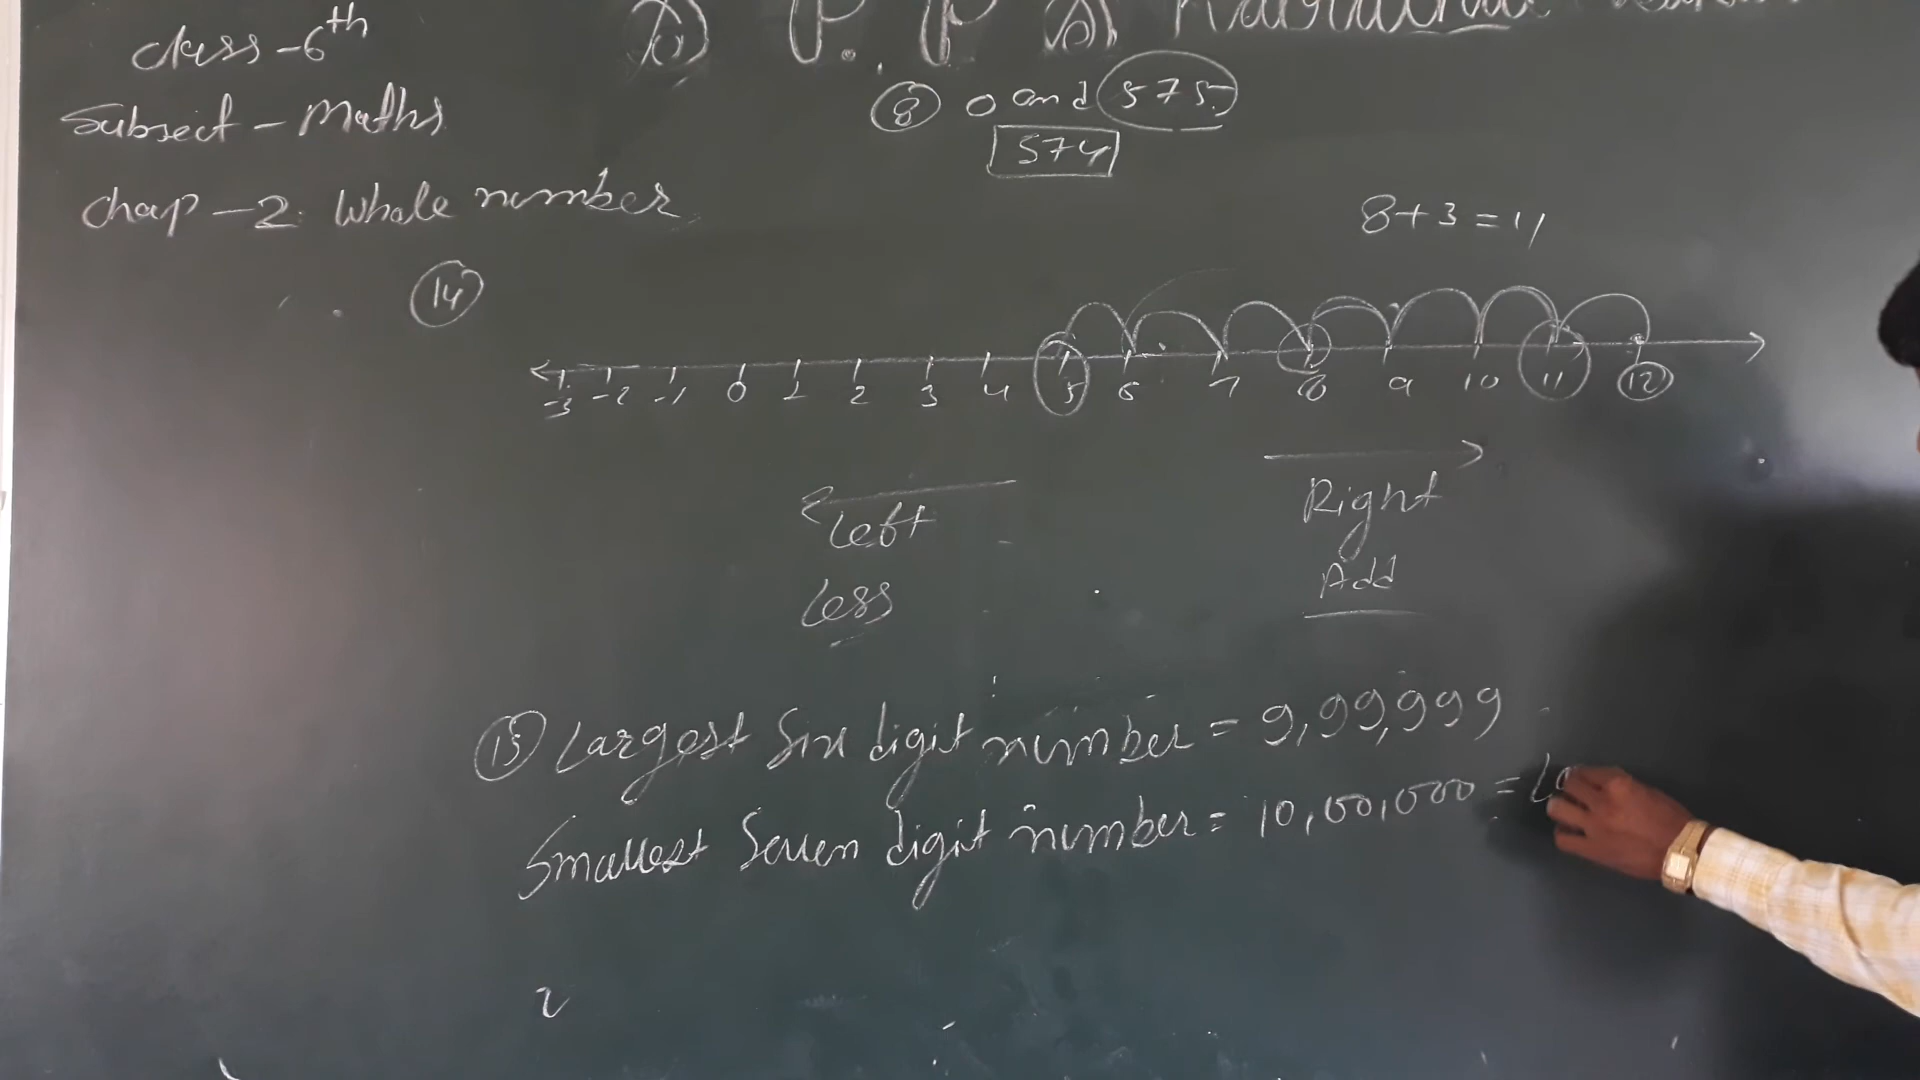 Class - 6th
Subject - Maths
Chap - 2. Whole number
8 0 and 575
574
8+3=11
14
-3 -2 -1 0 1 2 3 4 5 6 7 8 9 10 11 12
Left
Less
Right
Add
15 Largest Six digit number = 9,99,999
Smallest Seven digit number = 10,00,000 =